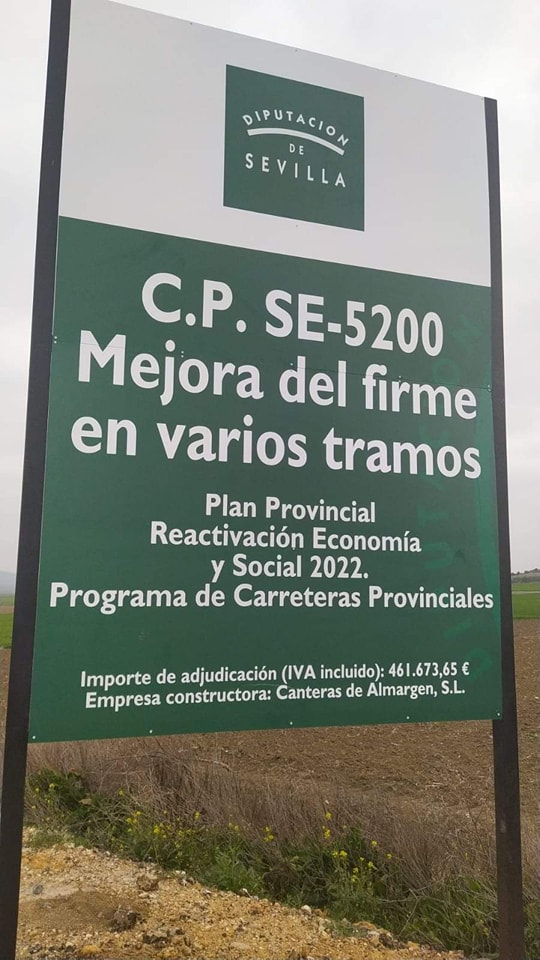 DIPUTACION
DE
SEVILLA
C.P. SE-5200
Mejora del firme
en varios tramos
Plan Provincial
Reactivación Economía
y Social 2022.
Programa de Carreteras Provinciales
Importe de adjudicación (IVA incluido): 461.673,65 €
Empresa constructora: Canteras de Almargen, S.L.